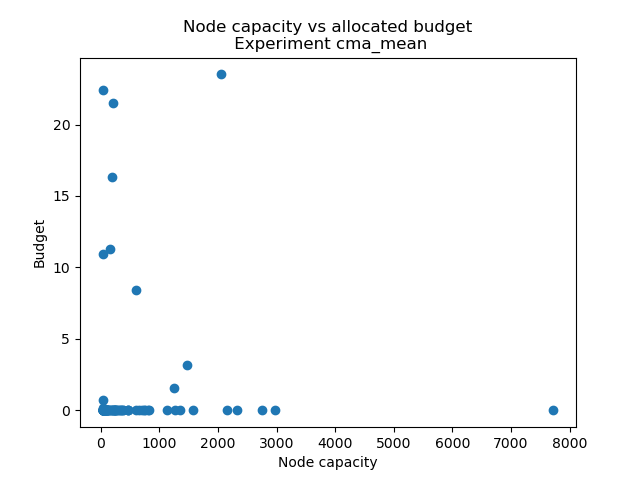 Node capacity vs allocated budget
Experiment cma_mean
20
15
10
5
0
Budget
0 1000 2000 3000 4000 5000 6000 7000 8000
Node capacity